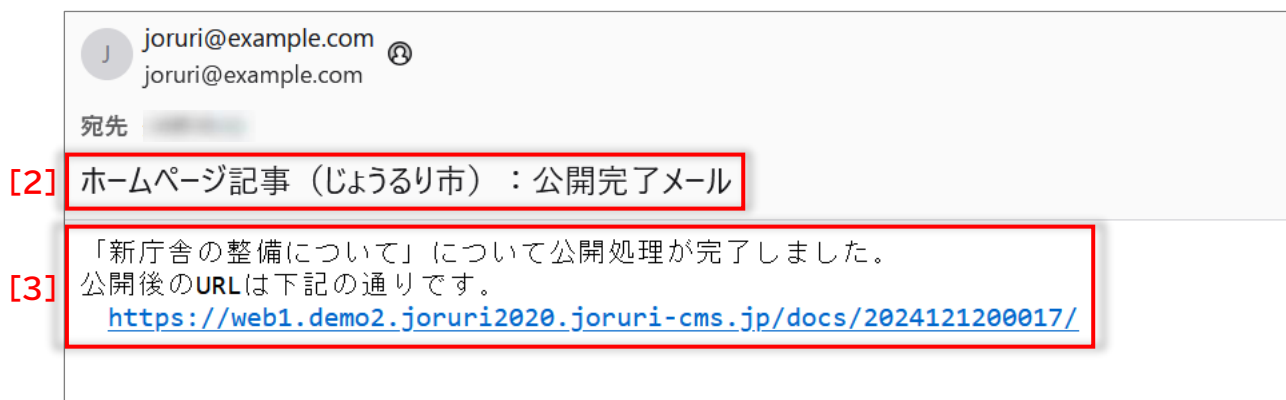 J
joruri@example.com
joruri@example.com
宛先
[2] ホームページ記事（じょうるり市）：公開完了メール
「新庁舎の整備について」について公開処理が完了しました。
[3] 公開後のURLは下記の通りです。
https://web1.demo2.joruri2020.joruri-cms.jp/docs/2024121200017/